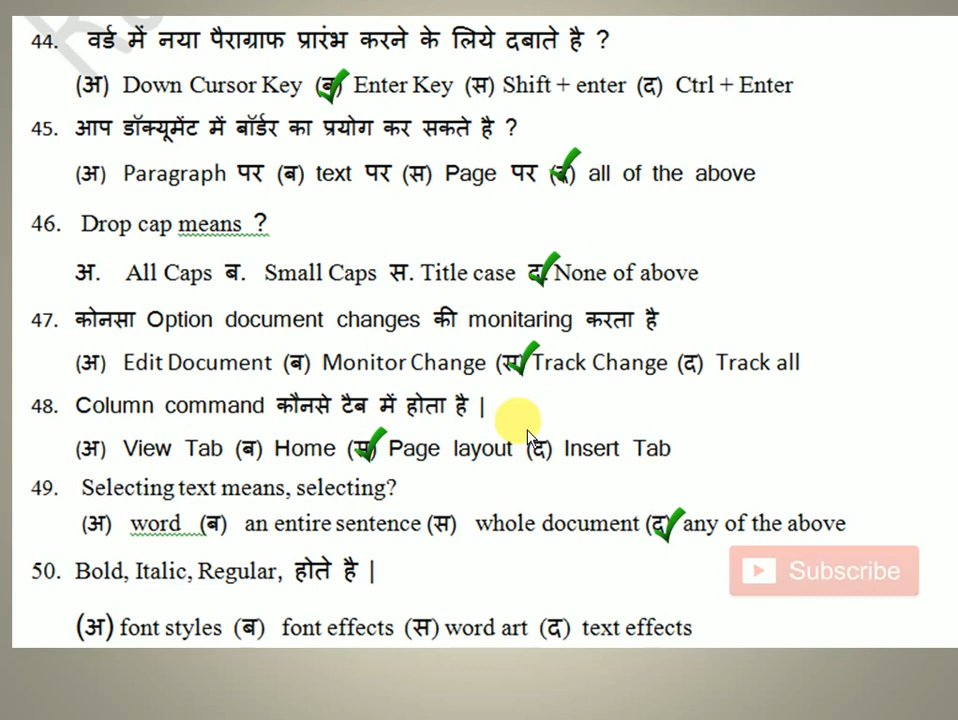 44. वर्ड में नया पैराग्राफ प्रारंभ करने के लिये दबाते है ?
(अ) Down Cursor Key (ब) Enter Key (स) Shift + enter (द) Ctrl + Enter
45. आप डॉक्यूमेंट में बॉर्डर का प्रयोग कर सकते है ?
(अ) Paragraph पर (ब) text पर (स) Page पर (द) all of the above
46. Drop cap means ?
अ. All Caps ब. Small Caps स. Title case द. None of above
47. कोनसा Option document changes की monitaring करता है
(अ) Edit Document (ब) Monitor Change (स) Track Change (द) Track all
48. Column command कौनसे टैब में होता है |
(अ) View Tab (ब) Home (स) Page layout (द) Insert Tab
49. Selecting text means, selecting?
(अ) word (ब) an entire sentence (स) whole document (द) any of the above
50. Bold, Italic, Regular, होते है |
Subscribe
(अ) font styles (ब) font effects (स) word art (द) text effects